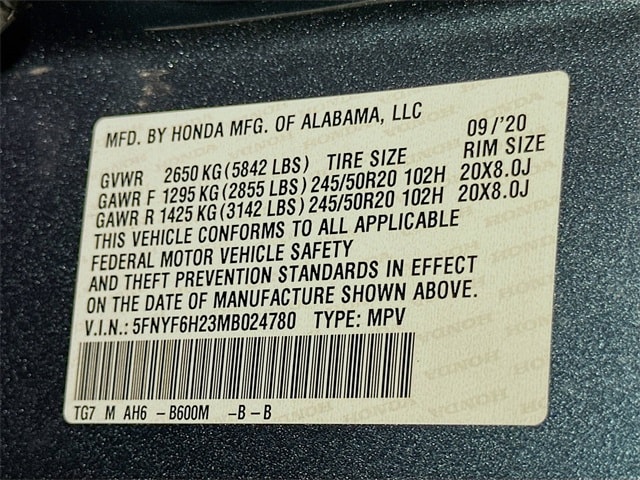 MFD. BY HONDA MFG. OF ALABAMA, LLC 09/'20
GVWR 2650 KG (5842 LBS) TIRE SIZE RIM SIZE
GAWR F 1295 KG (2855 LBS) 245/50R20 102H 20X8.0J
GAWR R 1425 KG (3142 LBS) 245/50R20 102H 20X8.0J
THIS VEHICLE CONFORMS TO ALL APPLICABLE
FEDERAL MOTOR VEHICLE SAFETY
AND THEFT PREVENTION STANDARDS IN EFFECT
ON THE DATE OF MANUFACTURE SHOWN ABOVE.
V.I.N.: 5FNYF6H23MB024780 TYPE: MPV
TG7 M AH6 -B600M -B-B